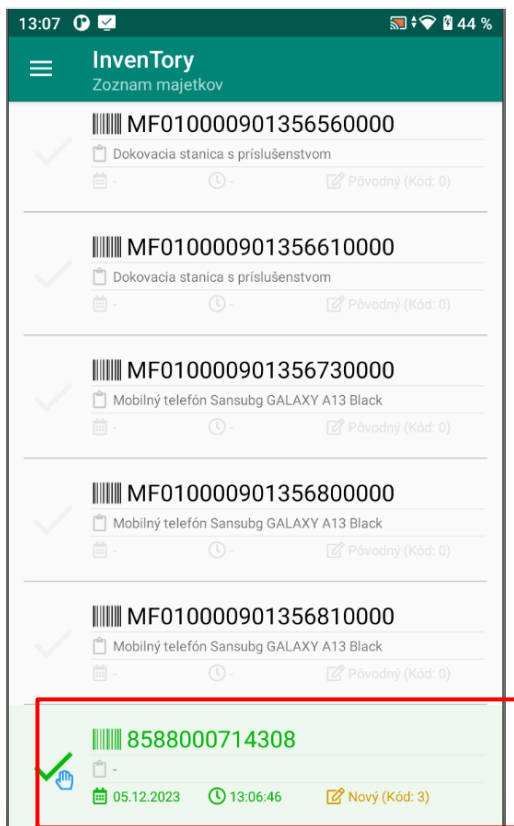 13:07 44 %
InvenTory
Zoznam majetkov
MF010000901356560000
Dokovacia stanica s príslušenstvom
- - Pôvodný (Kód: 0)
MF010000901356610000
Dokovacia stanica s príslušenstvom
- - Pôvodný (Kód: 0)
MF010000901356730000
Mobilný telefón Sansubg GALAXY A13 Black
- - Pôvodný (Kód: 0)
MF010000901356800000
Mobilný telefón Sansubg GALAXY A13 Black
- - Pôvodný (Kód: 0)
MF010000901356810000
Mobilný telefón Sansubg GALAXY A13 Black
- - Pôvodný (Kód: 0)
8588000714308
-
05.12.2023 13:06:46 Nový (Kód: 3)